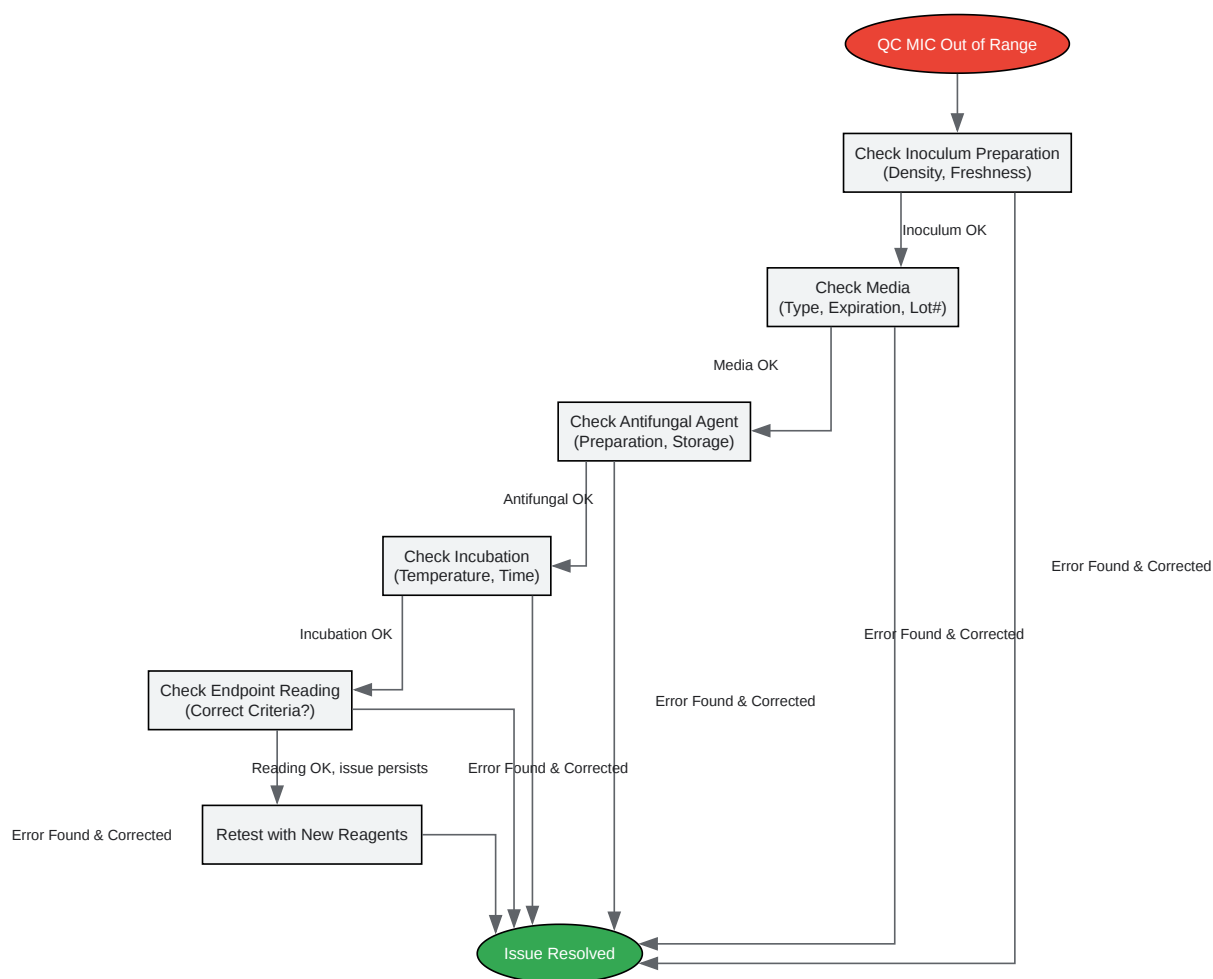 QC MIC Out of Range
Check Inoculum Preparation
(Density, Freshness)
Inoculum OK
Check Media
(Type, Expiration, Lot#)
Media OK
Check Antifungal Agent
(Preparation, Storage)
Antifungal OK
Check Incubation
(Temperature, Time)
Error Found & Corrected
Incubation OK
Error Found & Corrected
Check Endpoint Reading
(Correct Criteria?)
Error Found & Corrected
Reading OK, issue persists
Error Found & Corrected
Error Found & Corrected
Retest with New Reagents
Issue Resolved